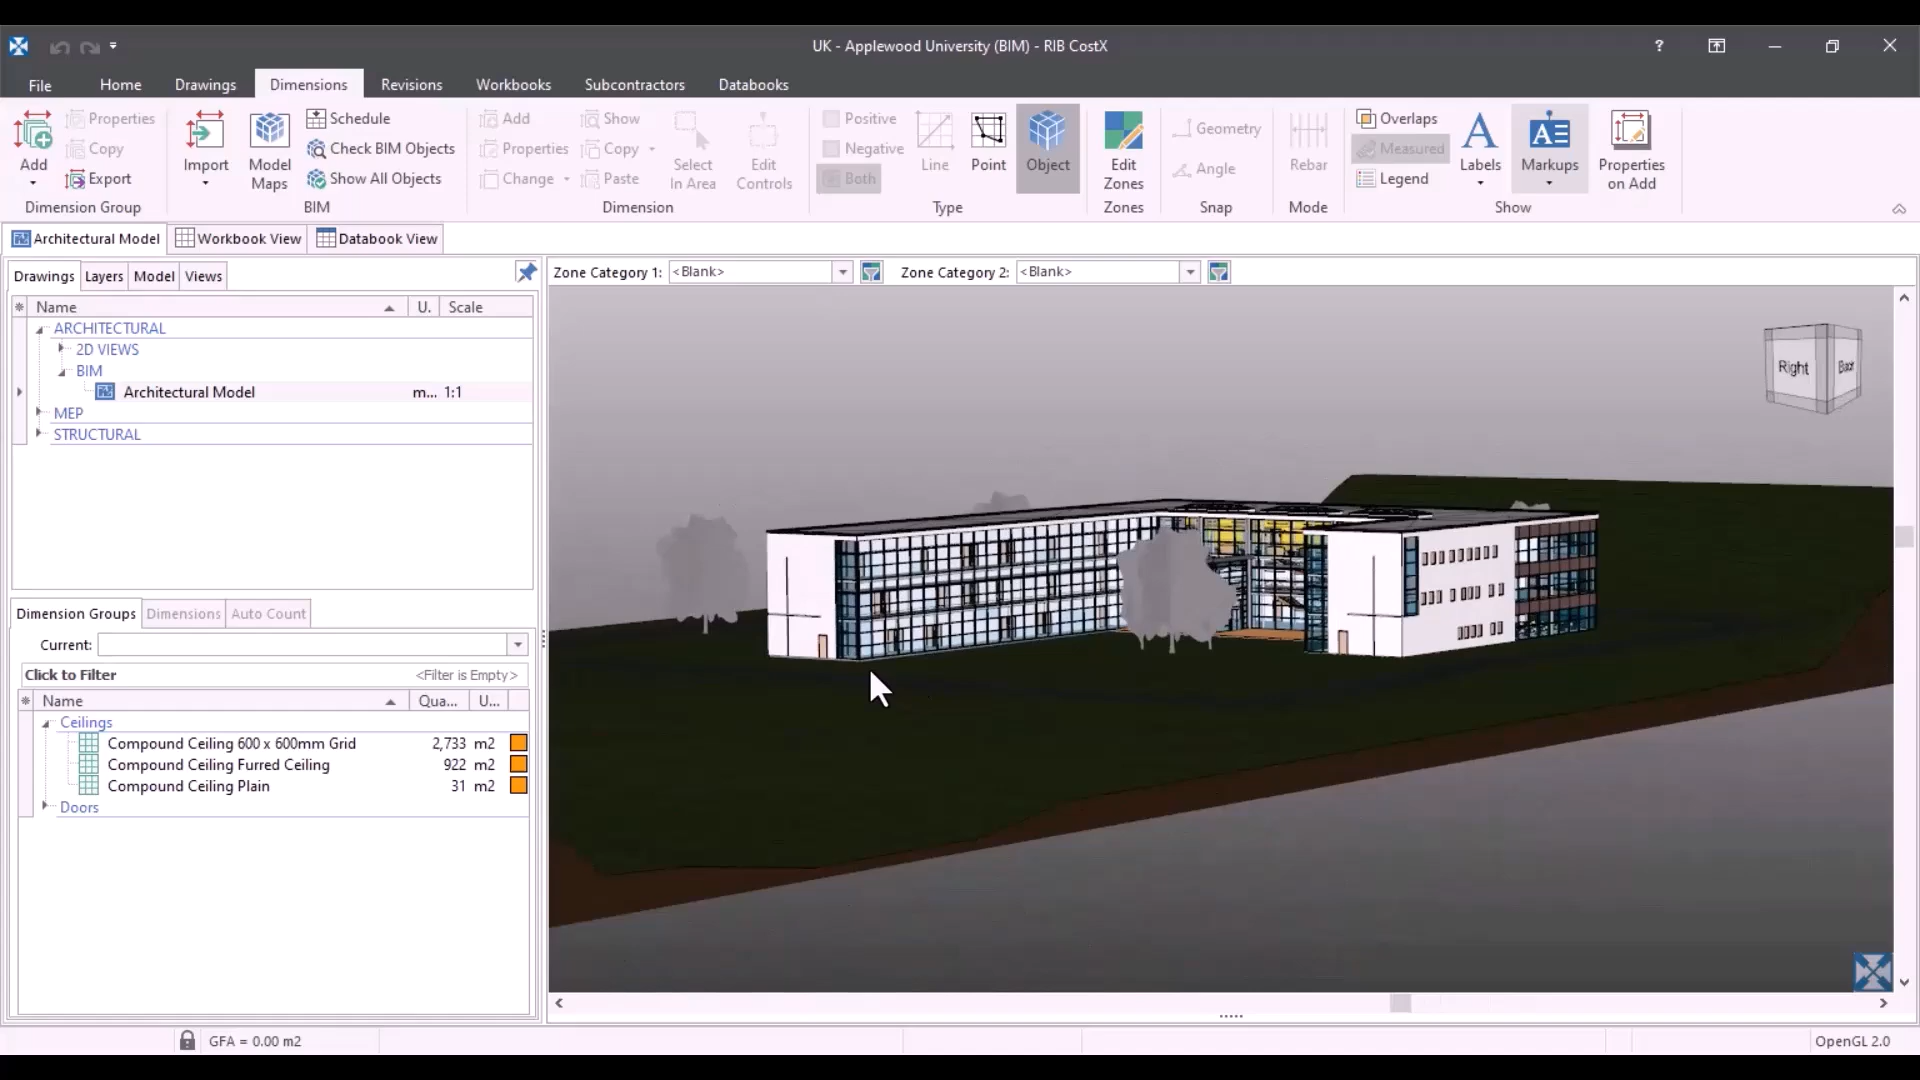 UK - Applewood University (BIM) - RIB CostX
?
File Home Drawings Dimensions Revisions Workbooks Subcontractors Databooks
Add
Properties
Copy
Export
Dimension Group
Import
Model Maps
Schedule
Check BIM Objects
Show All Objects
BIM
Add
Properties
Change
Show
Copy
Paste
Select In Area
Edit Controls
Dimension
Positive
Negative
Both
Line
Point
Object
Type
Edit Zones
Zones
Geometry
Angle
Snap
Rebar
Mode
Overlaps
Measured
Legend
Labels
Markups
Properties on Add
Show
Architectural Model Workbook View Databook View
Drawings Layers Model Views
Name U. Scale
ARCHITECTURAL
2D VIEWS
BIM
Architectural Model m... 1:1
MEP
STRUCTURAL
Dimension Groups Dimensions Auto Count
Current:
Click to Filter <Filter is Empty>
Name Qua... U...
Ceilings
Compound Ceiling 600 x 600mm Grid 2,733 m2
Compound Ceiling Furred Ceiling 922 m2
Compound Ceiling Plain 31 m2
Doors
Zone Category 1: <Blank> Zone Category 2: <Blank>
Right Back
GFA = 0.00 m2
OpenGL 2.0